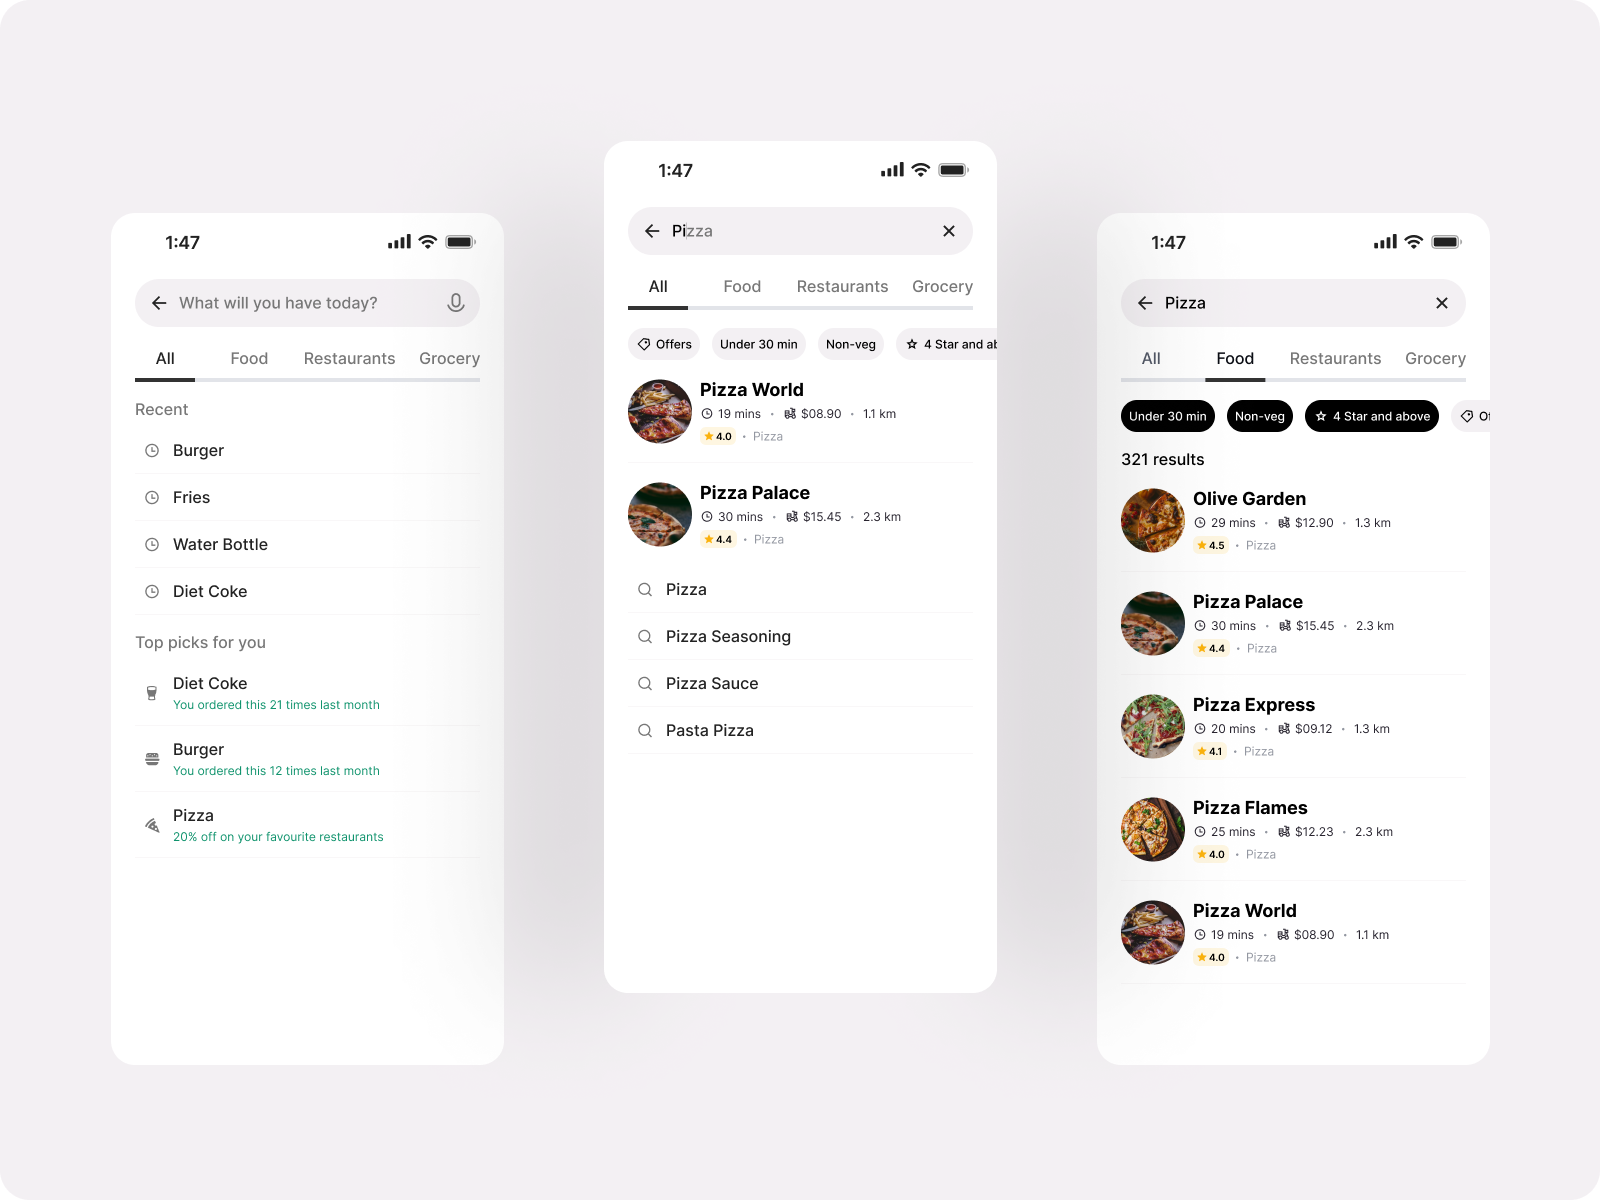 1:47
What will you have today?
All Food Restaurants Grocery
Recent
Burger
Fries
Water Bottle
Diet Coke
Top picks for you
Diet Coke
You ordered this 21 times last month
Burger
You ordered this 12 times last month
Pizza
20% off on your favourite restaurants
1:47
Pizza
All Food Restaurants Grocery
Offers Under 30 min Non-veg 4 Star and ab
Pizza World
19 mins • $08.90 • 1.1 km
4.0 • Pizza
Pizza Palace
30 mins • $15.45 • 2.3 km
4.4 • Pizza
Pizza
Pizza Seasoning
Pizza Sauce
Pasta Pizza
1:47
Pizza
All Food Restaurants Grocery
Under 30 min Non-veg 4 Star and above Of
321 results
Olive Garden
29 mins • $12.90 • 1.3 km
4.5 • Pizza
Pizza Palace
30 mins • $15.45 • 2.3 km
4.4 • Pizza
Pizza Express
20 mins • $09.12 • 1.3 km
4.1 • Pizza
Pizza Flames
25 mins • $12.23 • 2.3 km
4.0 • Pizza
Pizza World
19 mins • $08.90 • 1.1 km
4.0 • Pizza